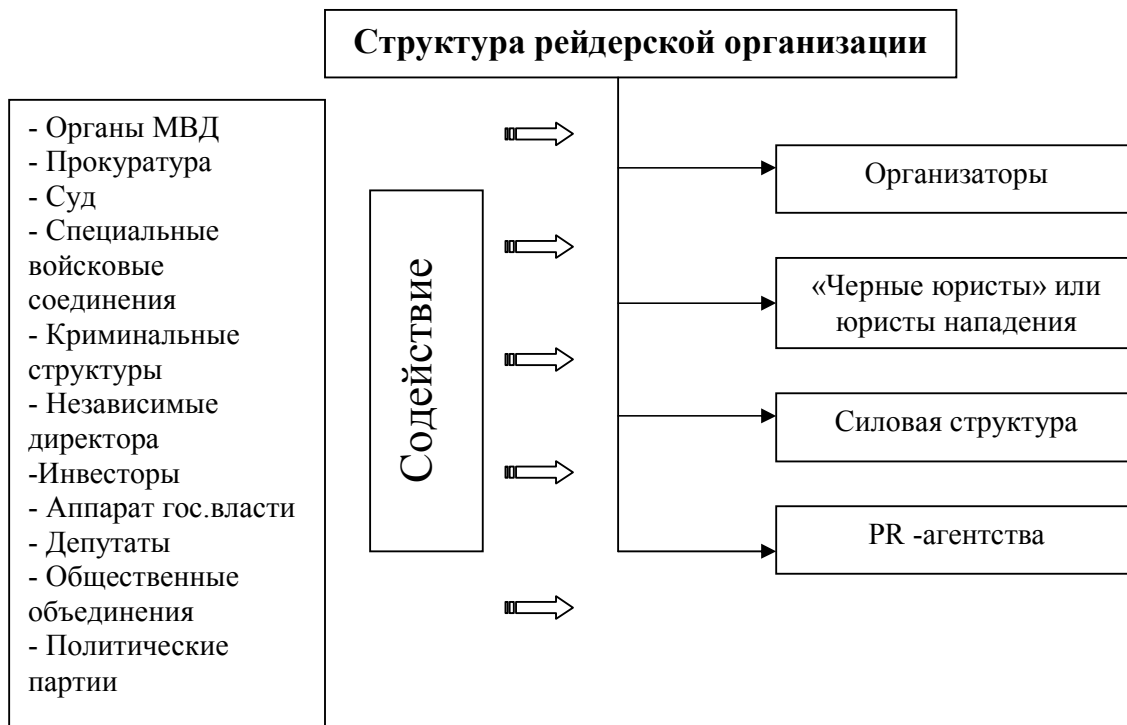 Структура рейдерской организации
- Органы МВД
- Прокуратура
- Суд
- Специальные
войсковые
соединения
- Криминальные
структуры
- Независимые
директора
-Инвесторы
- Аппарат гос.власти
- Депутаты
- Общественные
объединения
- Политические
партии
Содействие
Организаторы
«Черные юристы» или
юристы нападения
Силовая структура
PR -агентства